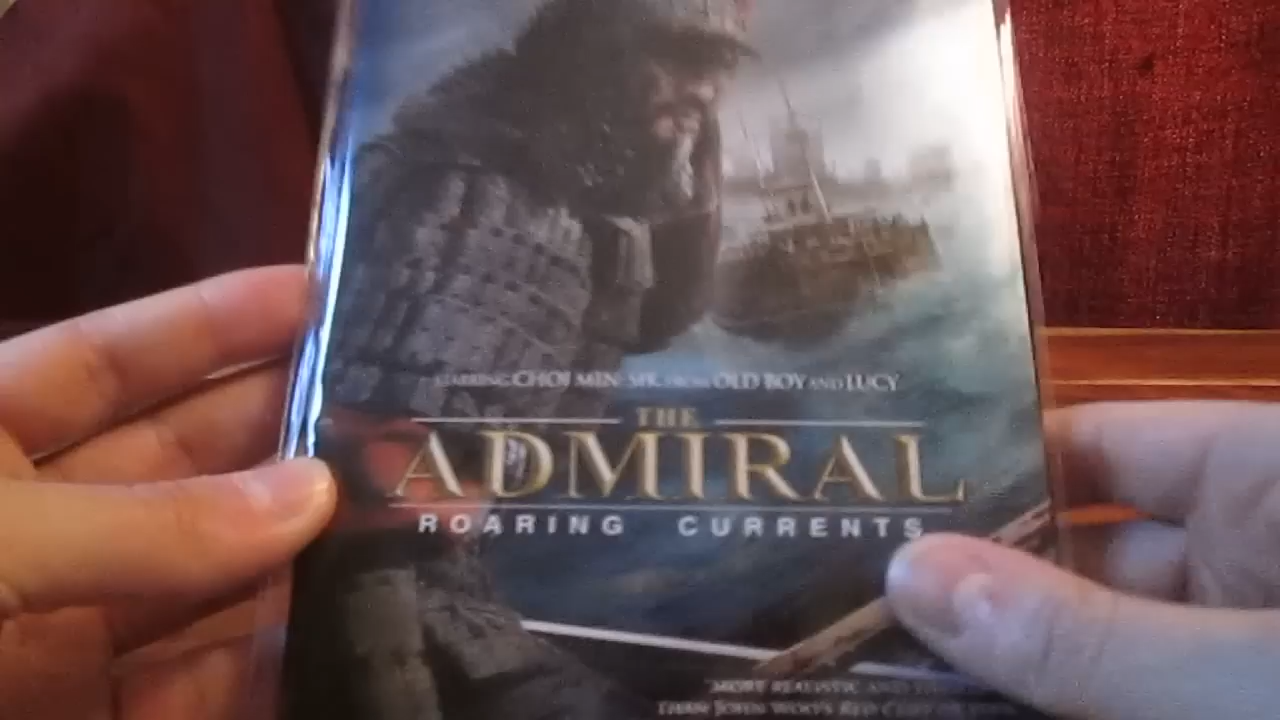 STARRING CHOI MIN-SIK FROM OLD BOY AND LUCY
THE
ADMIRAL
ROARING CURRENTS
"MORE REALISTIC AND
THAN JOHN WOO'S RED CLIFF